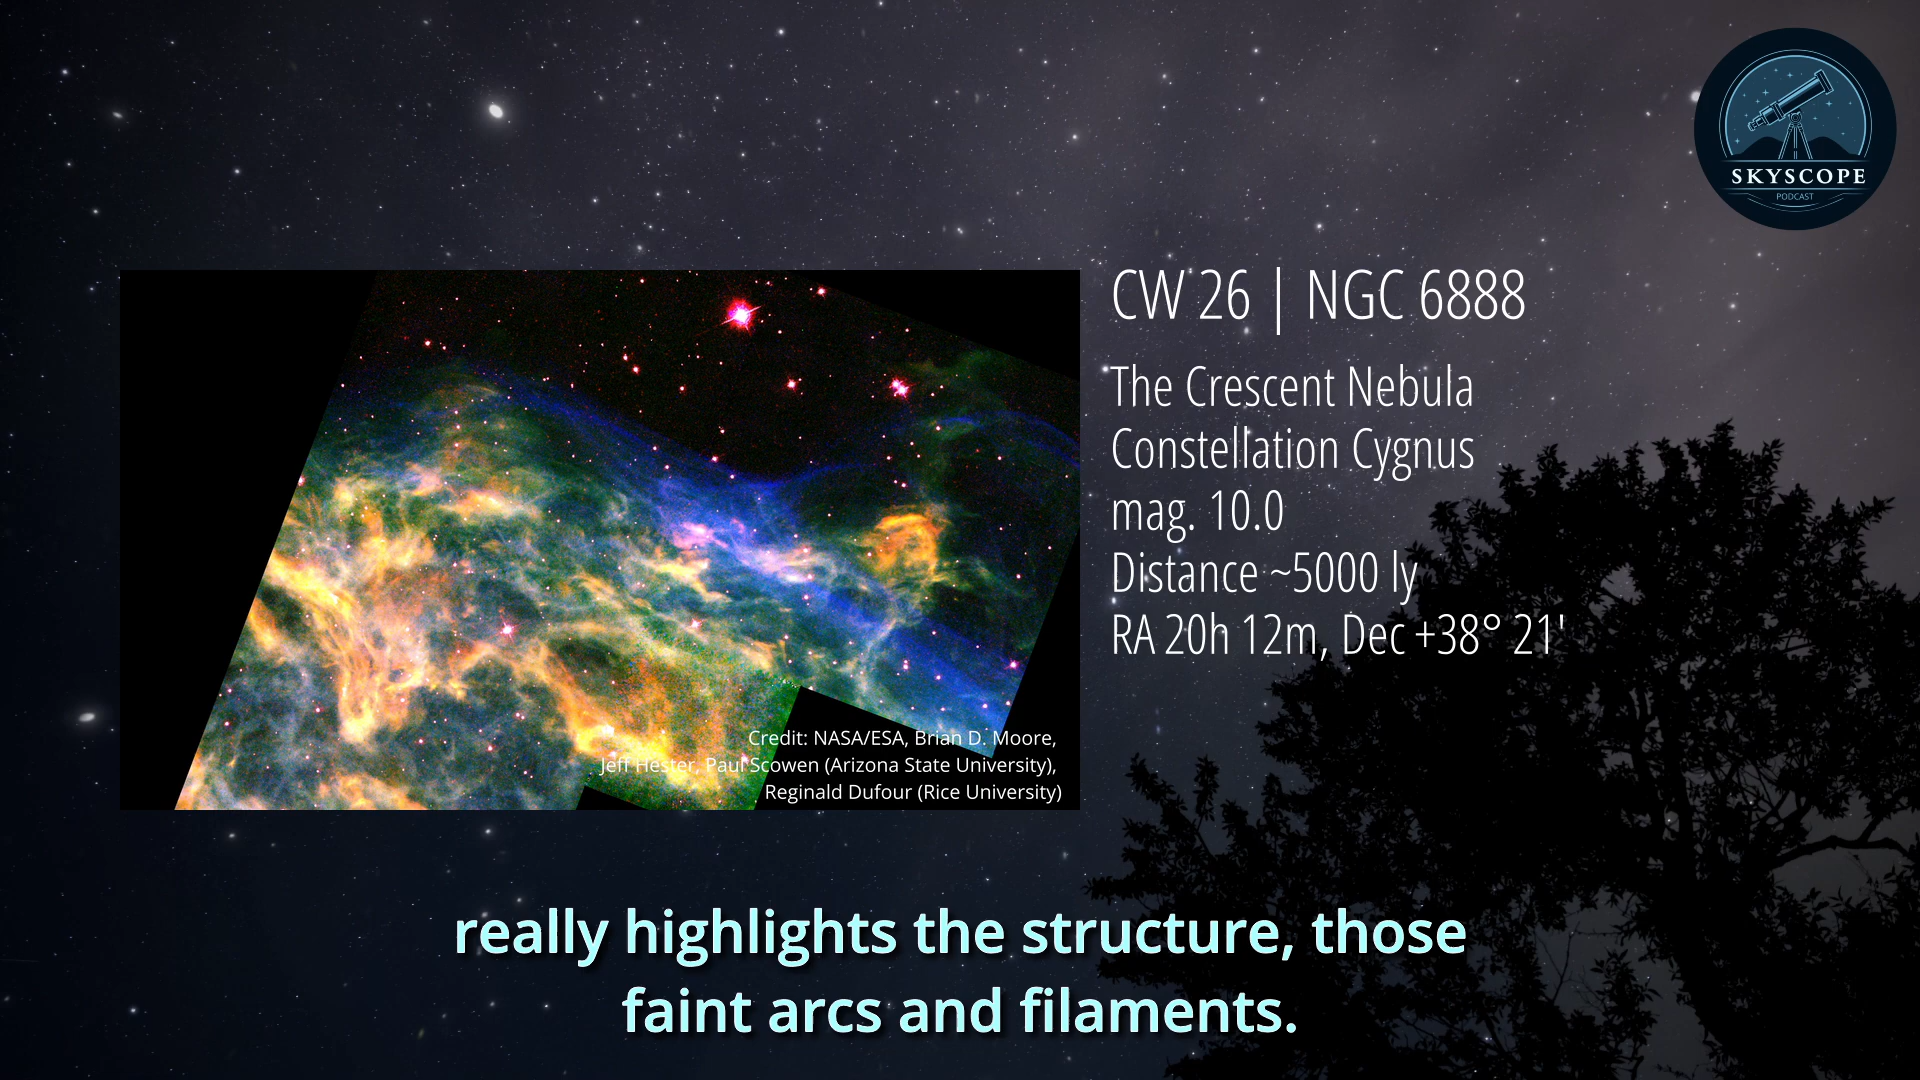 SKYSCOPE
PODCAST
CW 26 | NGC 6888
The Crescent Nebula
Constellation Cygnus
mag. 10.0
Distance ~5000 ly
RA 20h 12m, Dec +38° 21'
Credit: NASA/ESA, Brian D. Moore,
Jeff Hester, Paul Scowen (Arizona State University),
Reginald Dufour (Rice University)
really highlights the structure, those
faint arcs and filaments.